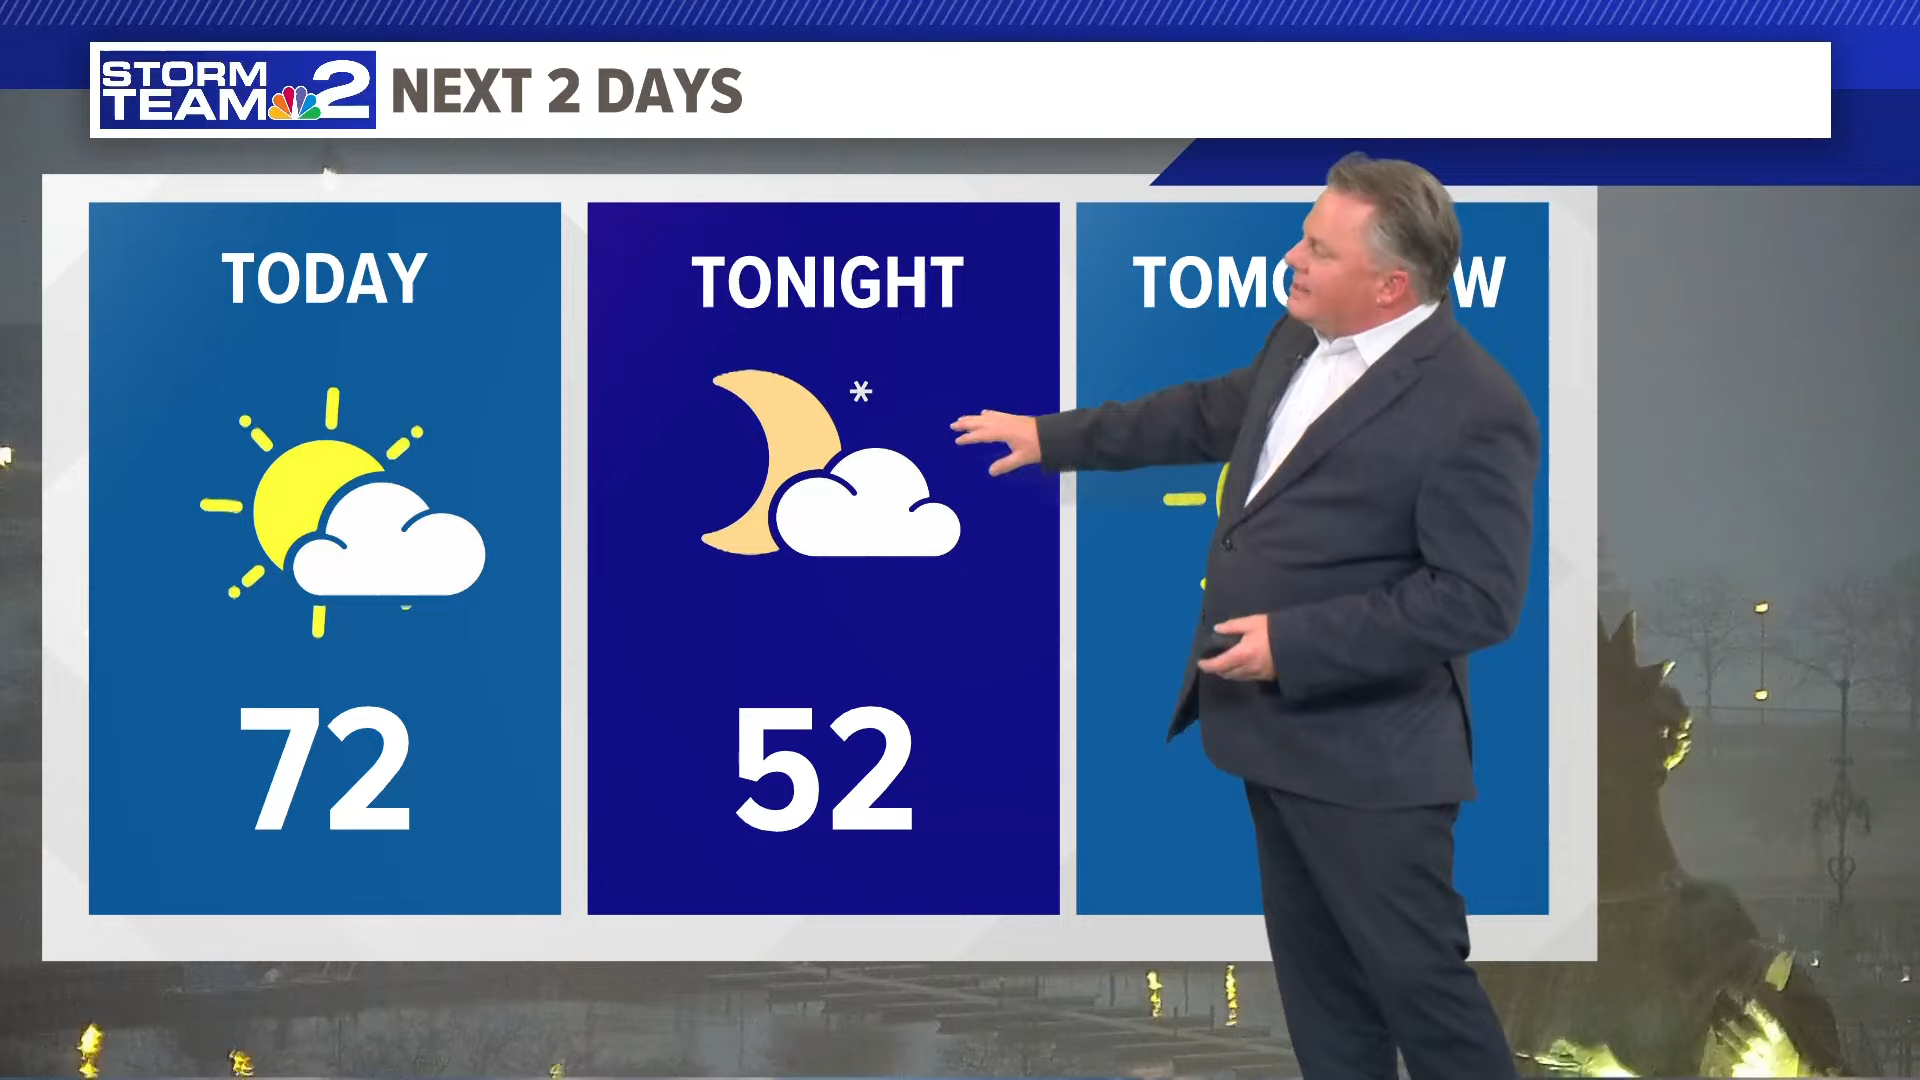 STORM
TEAM 2
NEXT 2 DAYS
TODAY
TONIGHT
72
52